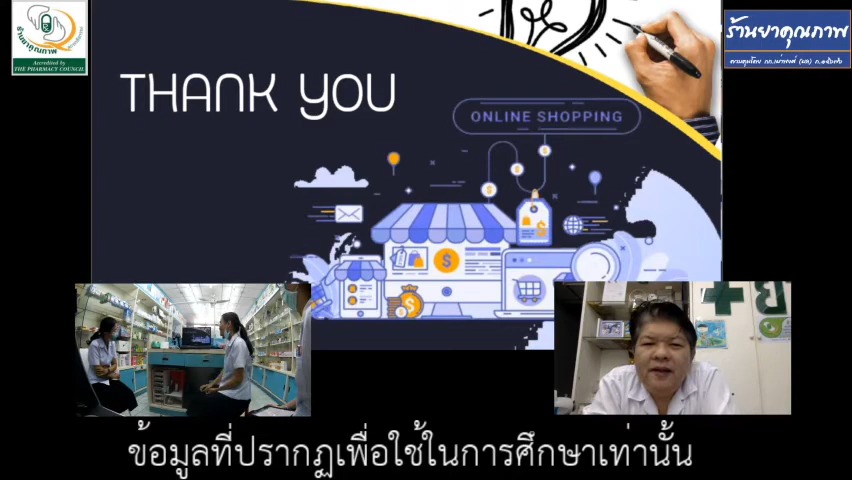 ร้านยาคุณภาพ
Accredited by
THE PHARMACY COUNCIL
THANK YOU
ONLINE SHOPPING
ร้านยาคุณภาพ
ย
ข้อมูลที่ปรากฏเพื่อใช้ในการศึกษาเท่านั้น